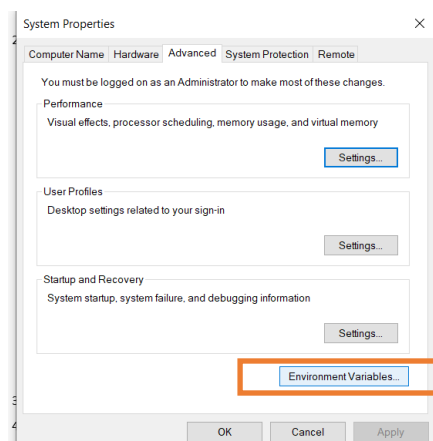 System Properties
2
Computer Name Hardware Advanced System Protection Remote
You must be logged on as an Administrator to make most of these changes.
Performance
Visual effects, processor scheduling, memory usage, and virtual memory
Settings...
User Profiles
Desktop settings related to your sign-in
Settings...
Startup and Recovery
System startup, system failure, and debugging information
Settings...
Environment Variables...
OK Cancel Apply